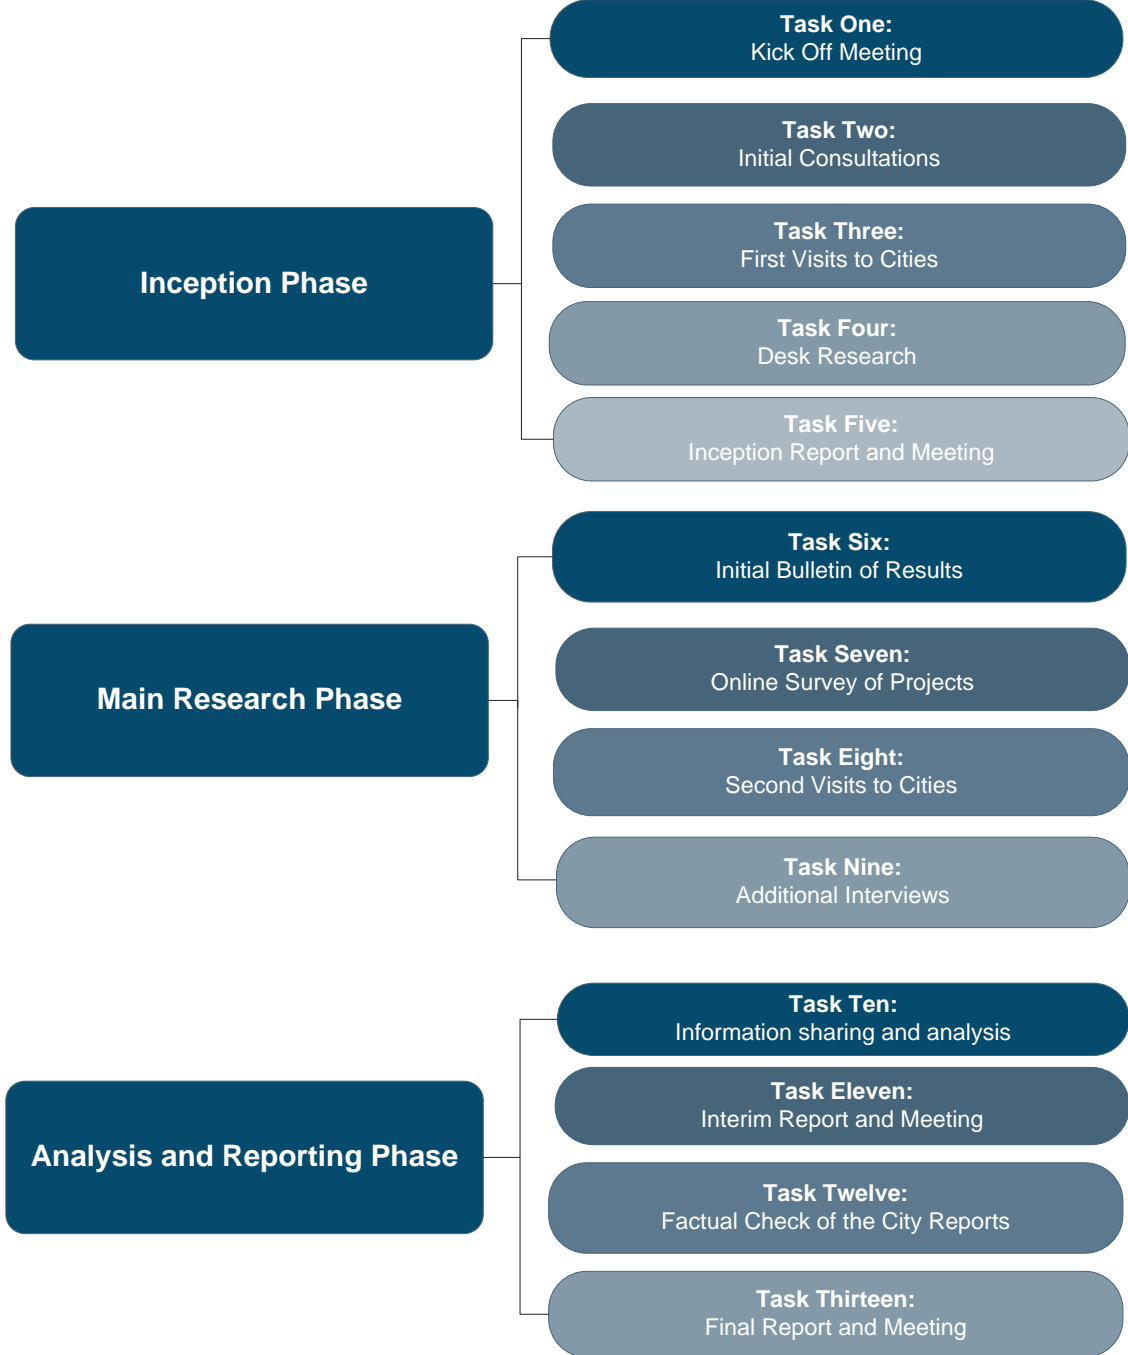 Inception Phase
Task One:
Kick Off Meeting
Task Two:
Initial Consultations
Task Three:
First Visits to Cities
Task Four:
Desk Research
Task Five:
Inception Report and Meeting
Main Research Phase
Task Six:
Initial Bulletin of Results
Task Seven:
Online Survey of Projects
Task Eight:
Second Visits to Cities
Task Nine:
Additional Interviews
Analysis and Reporting Phase
Task Ten:
Information sharing and analysis
Task Eleven:
Interim Report and Meeting
Task Twelve:
Factual Check of the City Reports
Task Thirteen:
Final Report and Meeting